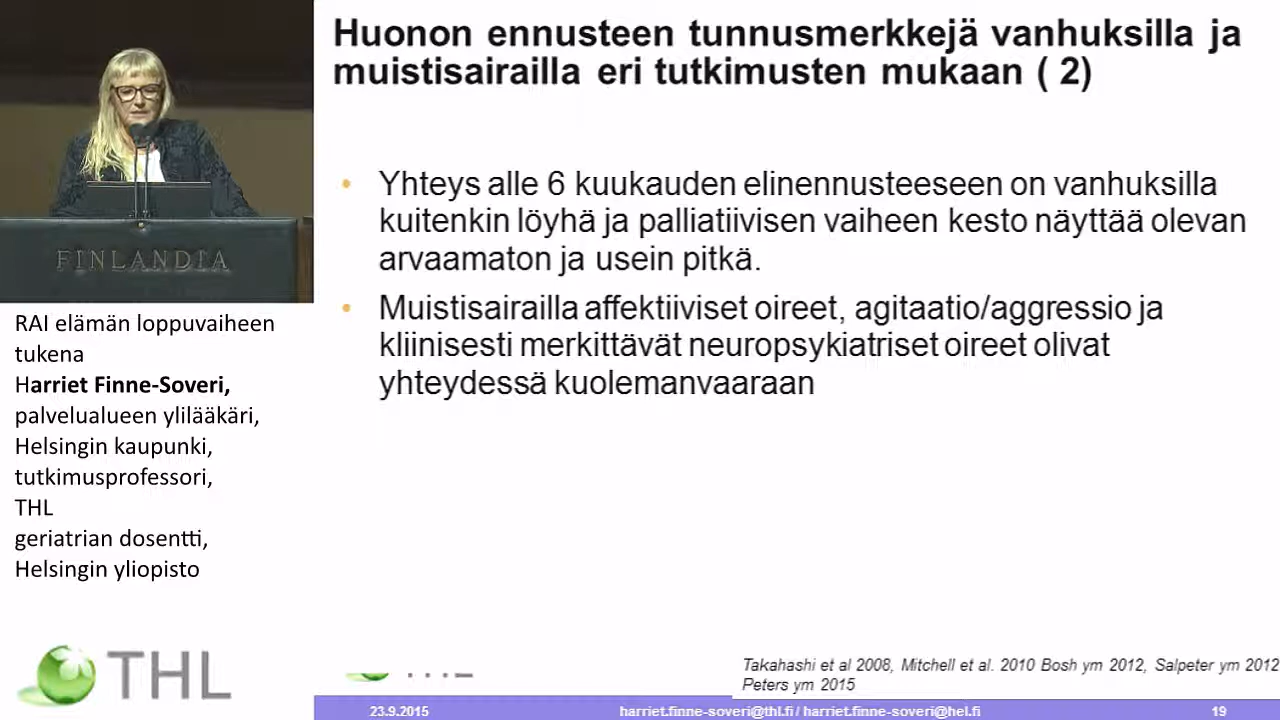 Huonon ennusteen tunnusmerkkejä vanhuksilla ja
muistisairailla eri tutkimusten mukaan ( 2)
• Yhteys alle 6 kuukauden elinennusteeseen on vanhuksilla
kuitenkin löyhä ja palliatiivisen vaiheen kesto näyttää olevan
arvaamaton ja usein pitkä.
• Muistisairailla affektiiviset oireet, agitaatio/aggressio ja
kliinisesti merkittävät neuropsykiatriset oireet olivat
yhteydessä kuolemanvaaraan
FINLANDIA
RAI elämän loppuvaiheen
tukena
Harriet Finne-Soveri,
palvelualueen ylilääkäri,
Helsingin kaupunki,
tutkimusprofessori,
THL
geriatrian dosentti,
Helsingin yliopisto
THL
Takahashi et al 2008, Mitchell et al. 2010 Bosh ym 2012, Salpeter ym 2012
Peters ym 2015
23.9.2015 harriet.finne-soveri@thl.fi / harriet.finne-soveri@hel.fi 19